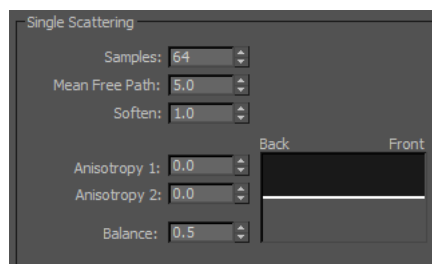 Single Scattering
Samples: 64
Mean Free Path: 5.0
Soften: 1.0
Back Front
Anisotropy 1: 0.0
Anisotropy 2: 0.0
Balance: 0.5